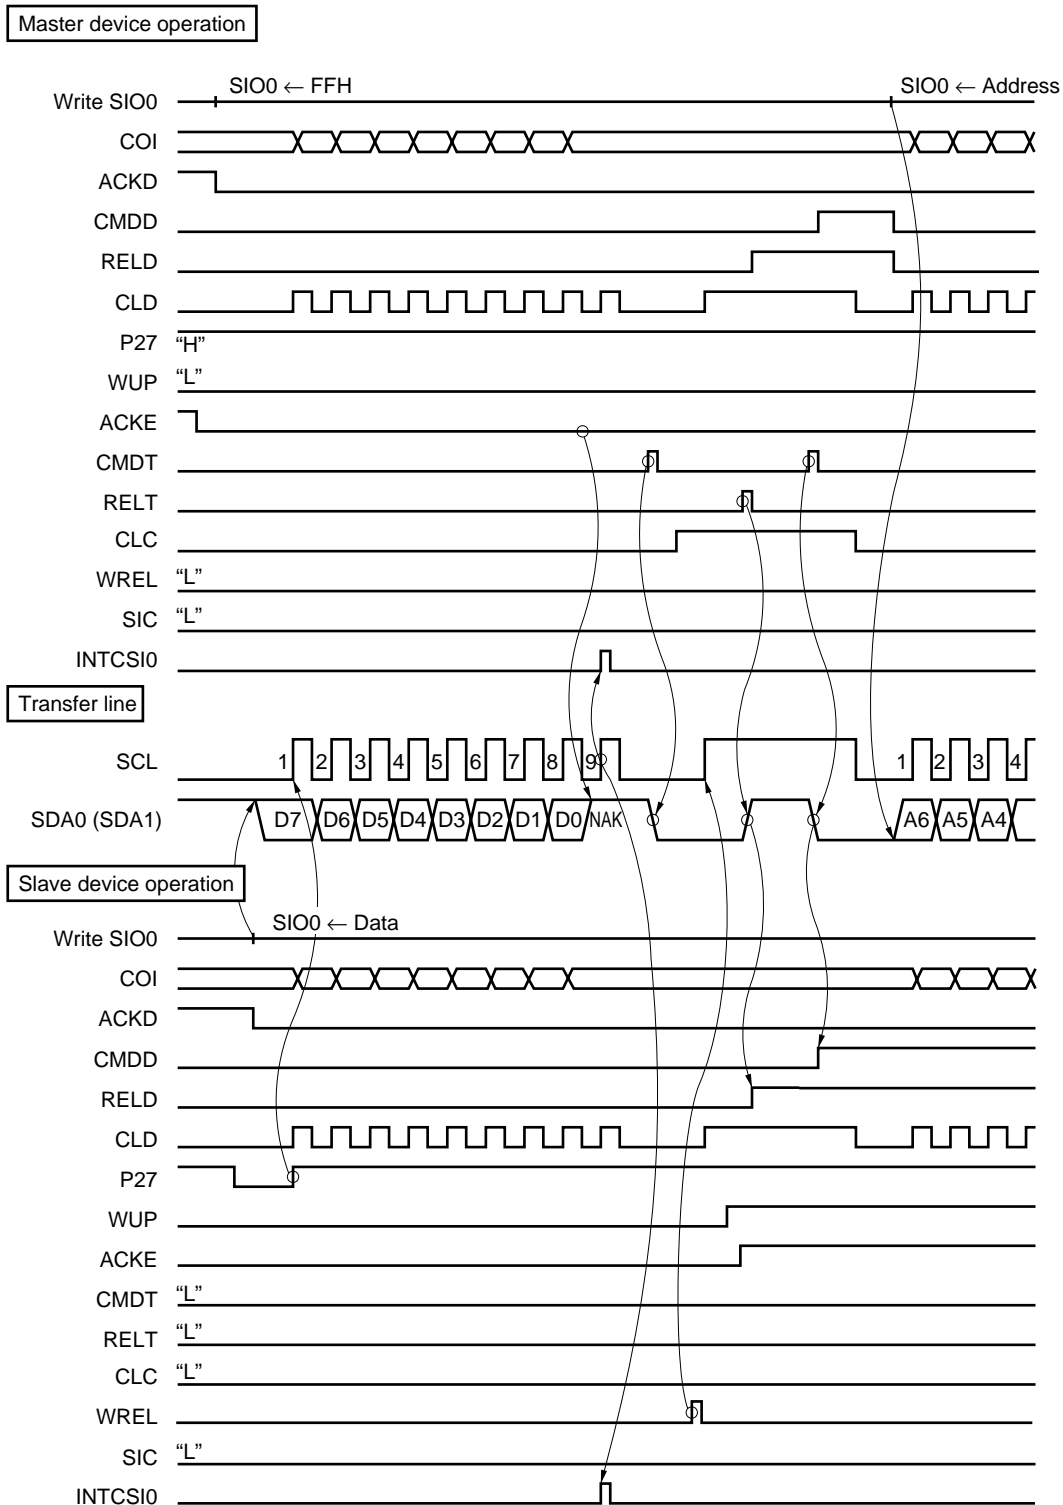 Master device operation
SIO0 ← FFH
SIO0 ← Address
Write SIO0
COI
ACKD
CMDD
RELD
CLD
P27 “H”
WUP “L”
ACKE
CMDT
RELT
CLC
WREL “L”
SIC “L”
INTCSI0
Transfer line
SCL 1 2 3 4 5 6 7 8 9 1 2 3 4
SDA0 (SDA1) D7 D6 D5 D4 D3 D2 D1 D0 NAK A6 A5 A4
Slave device operation
SIO0 ← Data
Write SIO0
COI
ACKD
CMDD
RELD
CLD
P27
WUP
ACKE
CMDT “L”
RELT “L”
CLC “L”
WREL
SIC “L”
INTCSI0